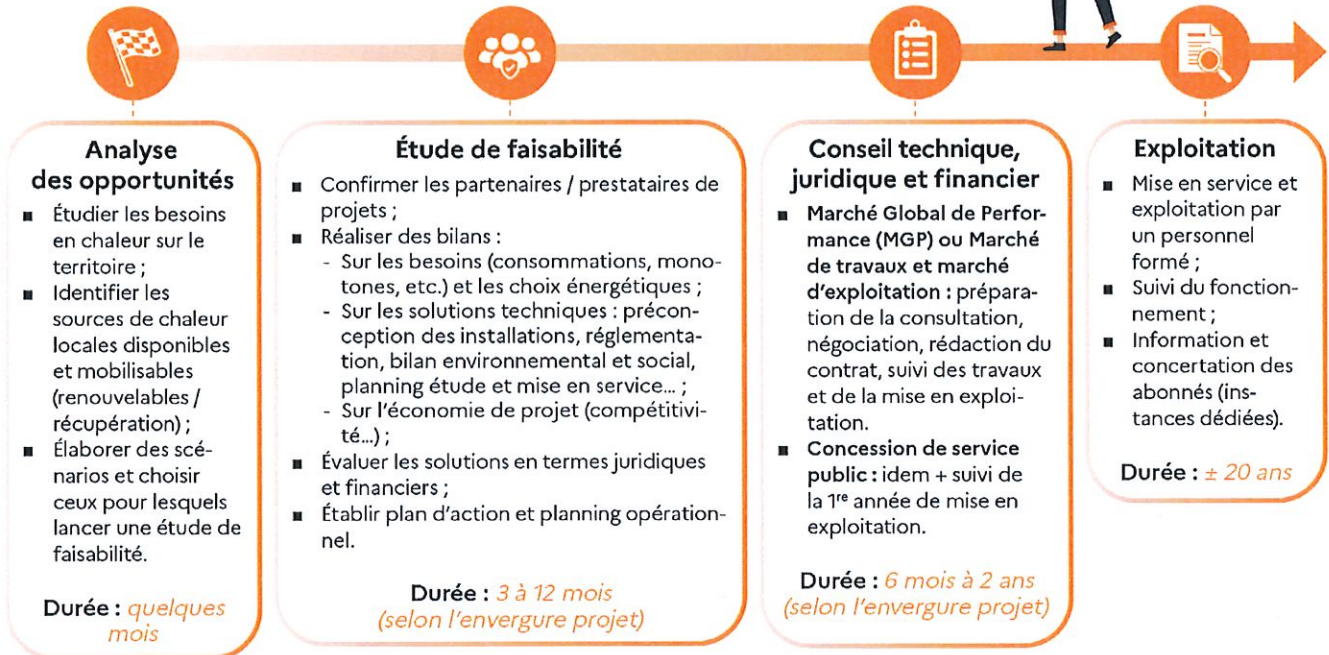 Analyse
des opportunités
■ Étudier les besoins
en chaleur sur le
territoire ;
■ Identifier les
sources de chaleur
locales disponibles
et mobilisables
(renouvelables /
récupération) ;
■ Élaborer des scé-
narios et choisir
ceux pour lesquels
lancer une étude de
faisabilité.
Durée : quelques
mois
Étude de faisabilité
■ Confirmer les partenaires / prestataires de
projets ;
■ Réaliser des bilans :
- Sur les besoins (consommations, mono-
tones, etc.) et les choix énergétiques ;
- Sur les solutions techniques : précon-
ception des installations, réglementa-
tion, bilan environnemental et social,
planning étude et mise en service... ;
- Sur l'économie de projet (compétitivi-
té...) ;
■ Évaluer les solutions en termes juridiques
et financiers ;
■ Établir plan d'action et planning opération-
nel.
Durée : 3 à 12 mois
(selon l'envergure projet)
Conseil technique,
juridique et financier
■ Marché Global de Perfor-
mance (MGP) ou Marché
de travaux et marché
d'exploitation : prépara-
tion de la consultation,
négociation, rédaction du
contrat, suivi des travaux
et de la mise en exploi-
tation.
■ Concession de service
public : idem + suivi de
la 1re année de mise en
exploitation.
Durée : 6 mois à 2 ans
(selon l'envergure projet)
Exploitation
■ Mise en service et
exploitation par
un personnel
formé ;
■ Suivi du fonction-
nement ;
■ Information et
concertation des
abonnés (ins-
tances dédiées).
Durée : ± 20 ans